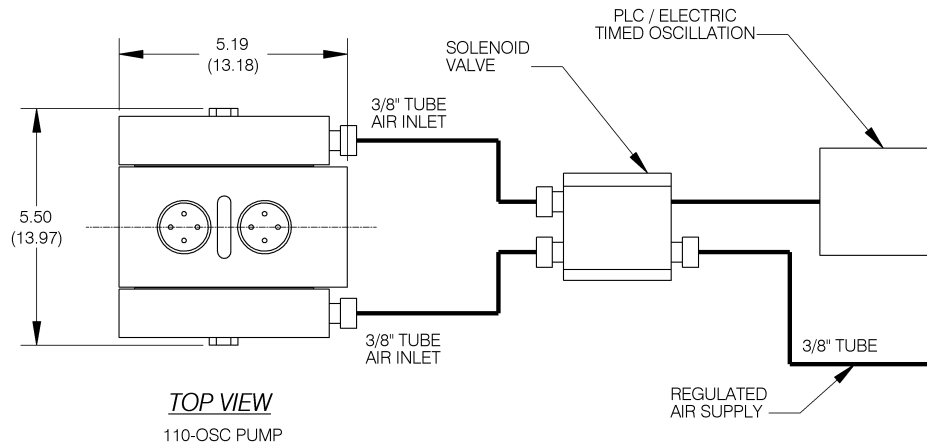 PLC / ELECTRIC
TIMED OSCILLATION
5.19
(13.18)
SOLENOID
VALVE
3/8" TUBE
AIR INLET
5.50
(13.97)
3/8" TUBE
AIR INLET
3/8" TUBE
REGULATED
AIR SUPPLY
TOP VIEW
110-OSC PUMP